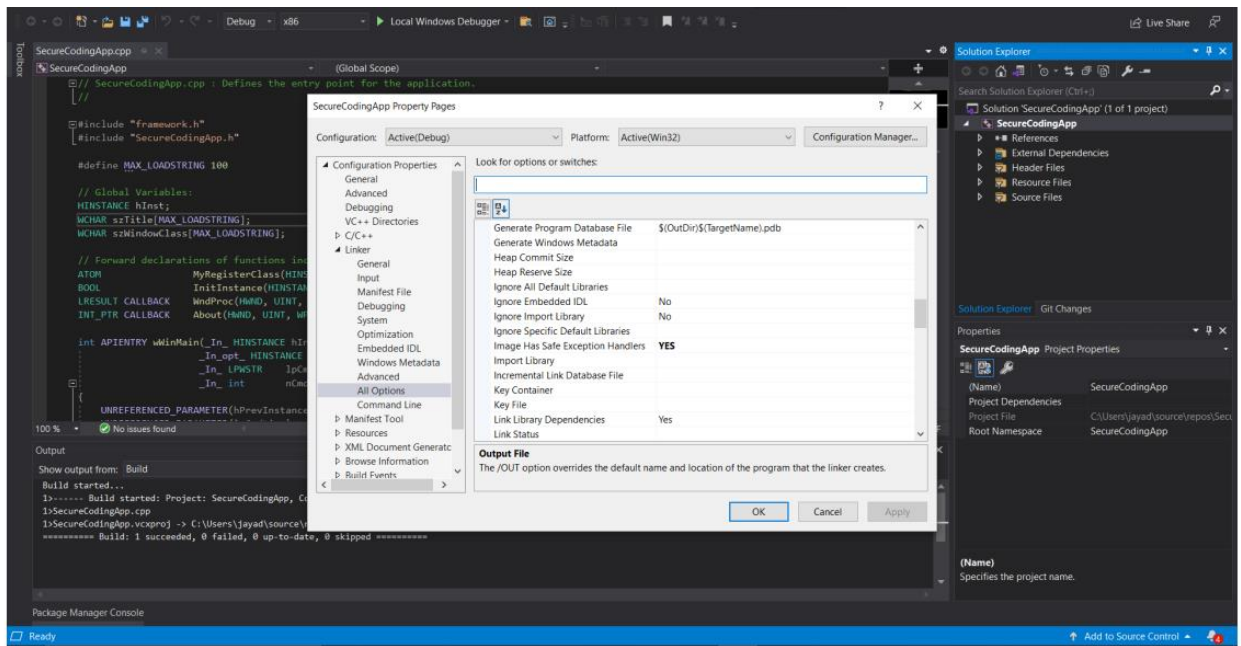 Debug
x86
Local Windows Debugger
Live Share
Toolbox
SecureCodingApp.cpp
SecureCodingApp
(Global Scope)
// SecureCodingApp.cpp : Defines the entry point for the application.
//
#include "framework.h"
#include "SecureCodingApp.h"
#define MAX_LOADSTRING 100
// Global Variables:
HINSTANCE hInst;
WCHAR szTitle[MAX_LOADSTRING];
WCHAR szWindowClass[MAX_LOADSTRING];
// Forward declarations of functions inc
ATOM MyRegisterClass(HINS
BOOL InitInstance(HINSTAN
LRESULT CALLBACK WndProc(HWND, UINT,
INT_PTR CALLBACK About(HWND, UINT, WP
int APIENTRY wWinMain(_In_ HINSTANCE hIn
_In_opt_ HINSTANCE
_In_ LPWSTR lpCm
_In_ int nCmd
{
UNREFERENCED_PARAMETER(hPrevInstance
100 %
No issues found
Output
Show output from: Build
Build started...
1>------ Build started: Project: SecureCodingApp, Co
1>SecureCodingApp.cpp
1>SecureCodingApp.vcxproj -> C:\Users\jayad\source\r
========== Build: 1 succeeded, 0 failed, 0 up-to-date, 0 skipped ==========
Package Manager Console
Ready
Add to Source Control
4
SecureCodingApp Property Pages
? ×
Configuration: Active(Debug)
Platform: Active(Win32)
Configuration Manager...
Configuration Properties
General
Advanced
Debugging
VC++ Directories
C/C++
Linker
General
Input
Manifest File
Debugging
System
Optimization
Embedded IDL
Windows Metadata
Advanced
All Options
Command Line
Manifest Tool
Resources
XML Document Generatc
Browse Information
Build Events
Look for options or switches:
Generate Program Database File $(OutDir)$(TargetName).pdb
Generate Windows Metadata
Heap Commit Size
Heap Reserve Size
Ignore All Default Libraries
Ignore Embedded IDL No
Ignore Import Library No
Ignore Specific Default Libraries
Image Has Safe Exception Handlers YES
Import Library
Incremental Link Database File
Key Container
Key File
Link Library Dependencies Yes
Link Status
Output File
The /OUT option overrides the default name and location of the program that the linker creates.
OK
Cancel
Apply
Solution Explorer
Search Solution Explorer (Ctrl+;)
Solution 'SecureCodingApp' (1 of 1 project)
SecureCodingApp
References
External Dependencies
Header Files
Resource Files
Source Files
Solution Explorer Git Changes
Properties
SecureCodingApp Project Properties
(Name) SecureCodingApp
Project Dependencies
Project File C:\Users\jayad\source\repos\Secu
Root Namespace SecureCodingApp
(Name)
Specifies the project name.